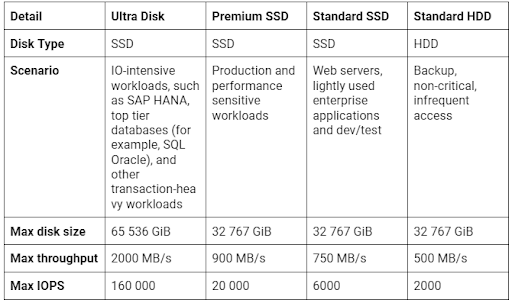 Detail Ultra Disk Premium SSD Standard SSD Standard HDD
Disk Type SSD SSD SSD HDD
Scenario IO-intensive Production and Web servers, Backup,
workloads, such performance lightly used non-critical,
as SAP HANA, sensitive enterprise infrequent
top tier workloads applications access
databases (for and dev/test
example, SQL
Oracle), and
other
transaction-hea
vy workloads
Max disk size 65 536 GiB 32 767 GiB 32 767 GiB 32 767 GiB
Max throughput 2000 MB/s 900 MB/s 750 MB/s 500 MB/s
Max IOPS 160 000 20 000 6000 2000